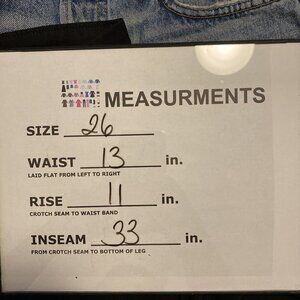 MEASURMENTS
SIZE 26
WAIST 13 in.
LAID FLAT FROM LEFT TO RIGHT
RISE 11 in.
CROTCH SEAM TO WAIST BAND
INSEAM 33 in.
FROM CROTCH SEAM TO BOTTOM OF LEG